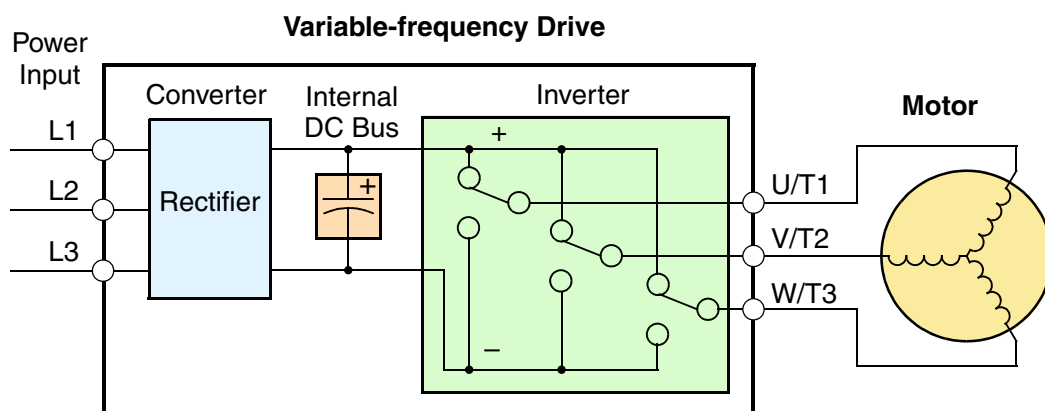 Variable-frequency Drive
Power
Input
Converter
Internal
DC Bus
Inverter
Motor
L1
+
L2
Rectifier
+
U/T1
L3
V/T2
W/T3
–